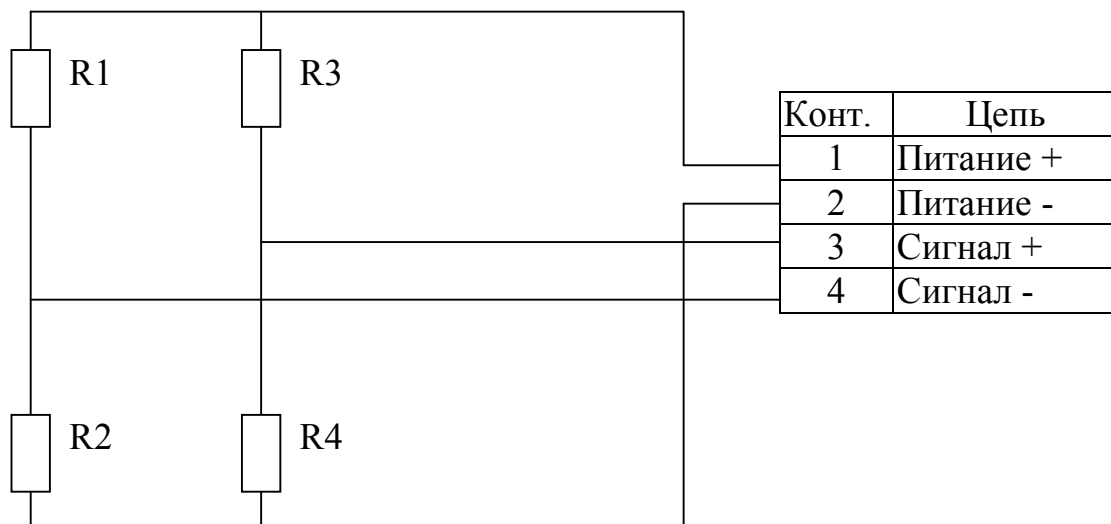 R1
R3
Конт. Цепь
1 Питание +
2 Питание -
3 Сигнал +
4 Сигнал -
R2
R4